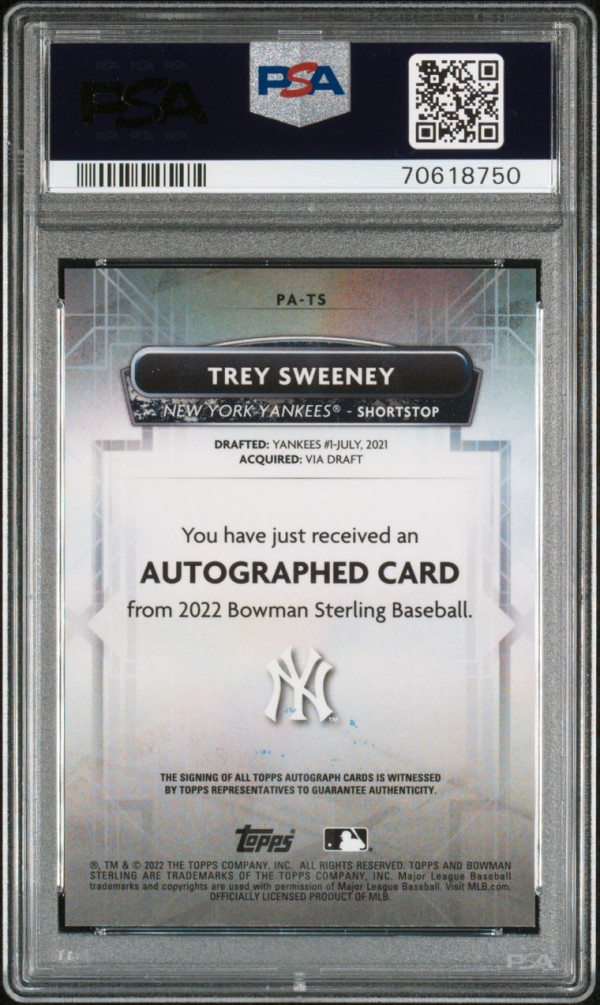 PSA
PSA
70618750
PA-TS
TREY SWEENEY
NEW YORK YANKEES® - SHORTSTOP
DRAFTED: YANKEES #1-JULY, 2021
ACQUIRED: VIA DRAFT
You have just received an
AUTOGRAPHED CARD
from 2022 Bowman Sterling Baseball.
NY
THE SIGNING OF ALL TOPPS AUTOGRAPH CARDS IS WITNESSED
BY TOPPS REPRESENTATIVES TO GUARANTEE AUTHENTICITY.
topps
®, TM & © 2022 THE TOPPS COMPANY, INC. ALL RIGHTS RESERVED. TOPPS AND BOWMAN
STERLING ARE TRADEMARKS OF THE TOPPS COMPANY, INC. Major League Baseball
trademarks and copyrights are used with permission of Major League Baseball. Visit MLB.com.
OFFICIALLY LICENSED PRODUCT OF MLB.
PSA